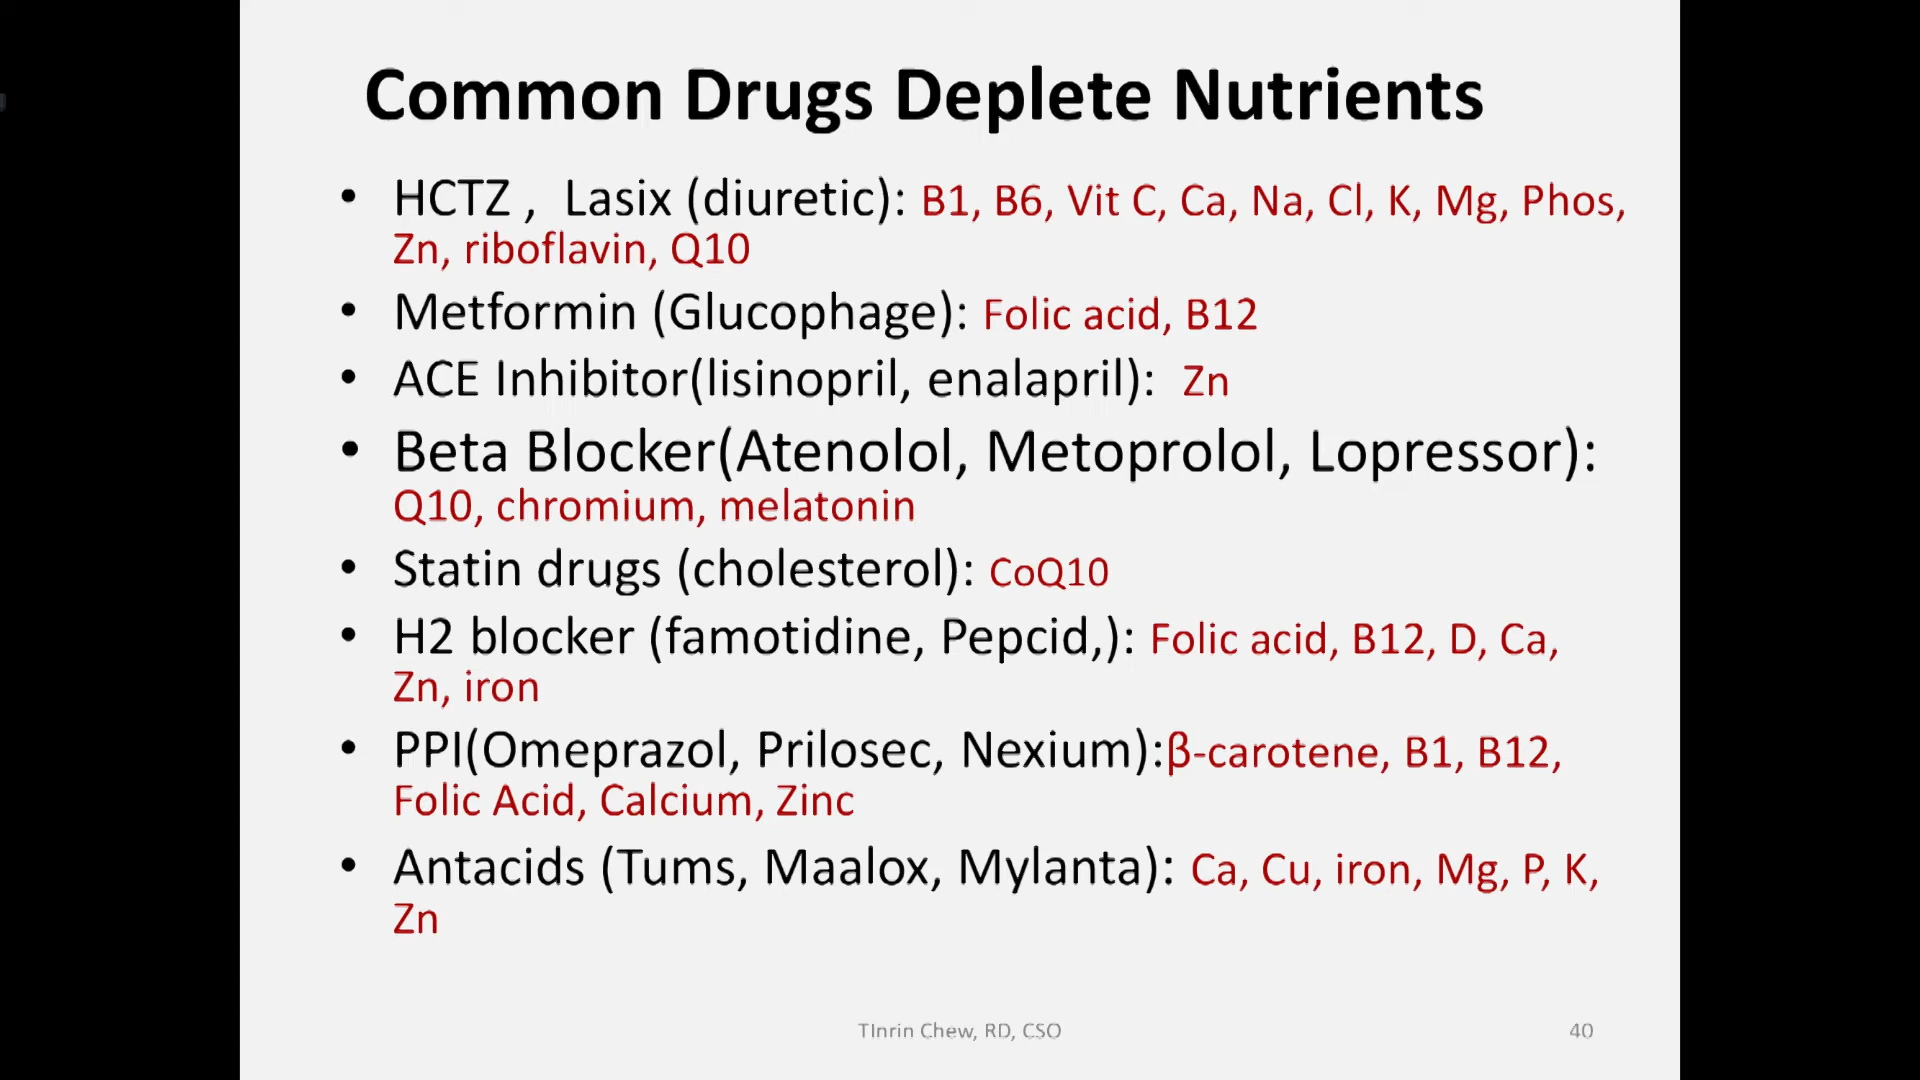 Common Drugs Deplete Nutrients
• HCTZ , Lasix (diuretic): B1, B6, Vit C, Ca, Na, Cl, K, Mg, Phos,
Zn, riboflavin, Q10
• Metformin (Glucophage): Folic acid, B12
• ACE Inhibitor(lisinopril, enalapril): Zn
• Beta Blocker(Atenolol, Metoprolol, Lopressor):
Q10, chromium, melatonin
• Statin drugs (cholesterol): CoQ10
• H2 blocker (famotidine, Pepcid,): Folic acid, B12, D, Ca,
Zn, iron
• PPI(Omeprazol, Prilosec, Nexium):β-carotene, B1, B12,
Folic Acid, Calcium, Zinc
• Antacids (Tums, Maalox, Mylanta): Ca, Cu, iron, Mg, P, K,
Zn
TInrin Chew, RD, CSO
40